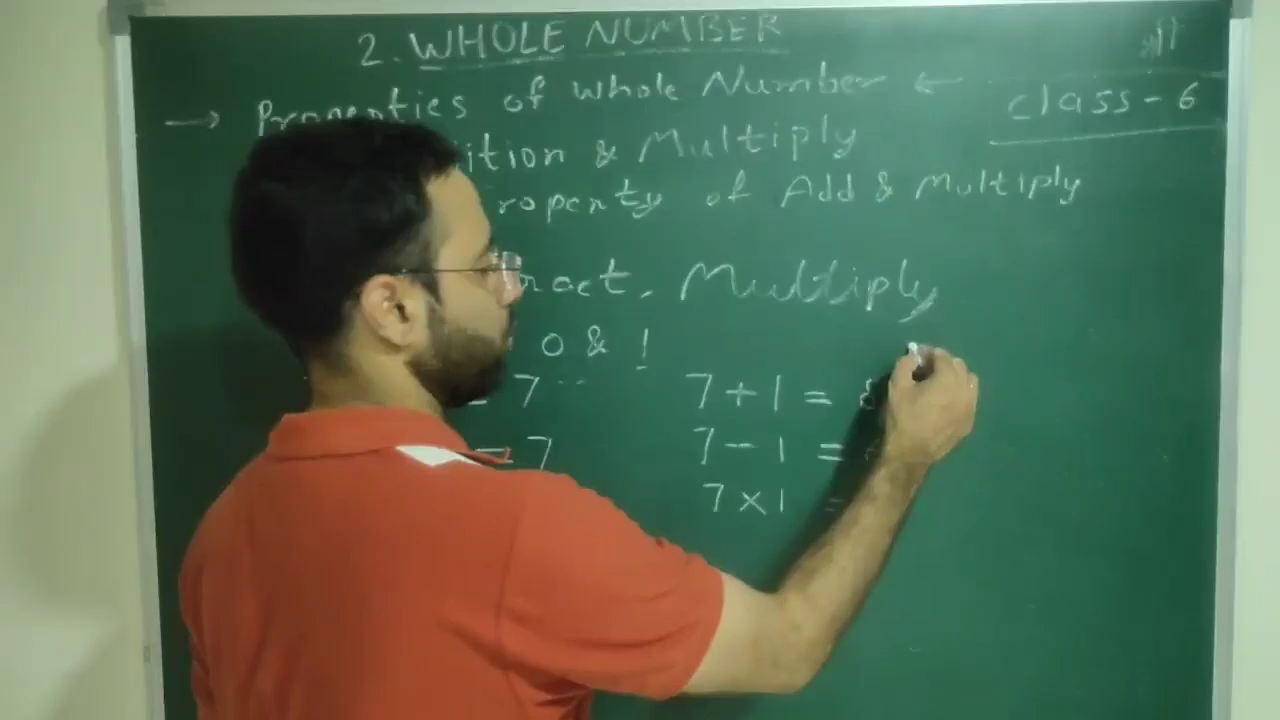 2. WHOLE NUMBER
→ Properties of whole Number ←
class - 6
ition & Multiply
roperty of Add & Multiply
ract, Multiply
0 & 1
= 7
7 + 1 = 8
= 7
7 - 1 =
7 × 1 =